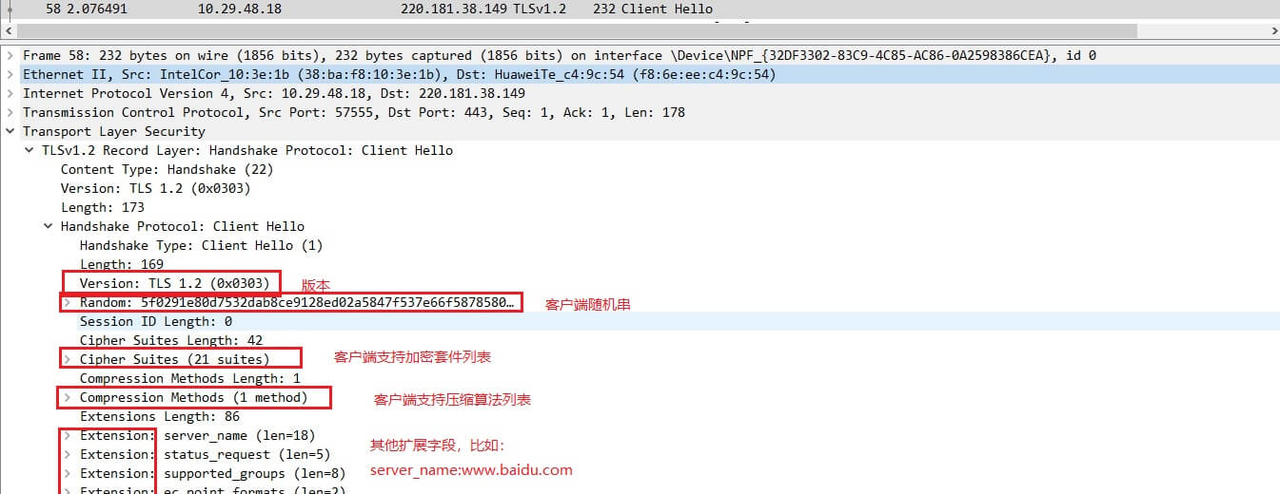 58 2.076491 10.29.48.18 220.181.38.149 TLSv1.2 232 Client Hello
Frame 58: 232 bytes on wire (1856 bits), 232 bytes captured (1856 bits) on interface \Device\NPF_{32DF3302-83C9-4C85-AC86-0A2598386CEA}, id 0
Ethernet II, Src: IntelCor_10:3e:1b (38:ba:f8:10:3e:1b), Dst: HuaweiTe_c4:9c:54 (f8:6e:ee:c4:9c:54)
Internet Protocol Version 4, Src: 10.29.48.18, Dst: 220.181.38.149
Transmission Control Protocol, Src Port: 57555, Dst Port: 443, Seq: 1, Ack: 1, Len: 178
Transport Layer Security
TLSv1.2 Record Layer: Handshake Protocol: Client Hello
Content Type: Handshake (22)
Version: TLS 1.2 (0x0303)
Length: 173
Handshake Protocol: Client Hello
Handshake Type: Client Hello (1)
Length: 169
Version: TLS 1.2 (0x0303) 版本
Random: 5f0291e80d7532dab8ce9128ed02a5847f537e66f5878580… 客户端随机串
Session ID Length: 0
Cipher Suites Length: 42
Cipher Suites (21 suites) 客户端支持加密套件列表
Compression Methods Length: 1
Compression Methods (1 method) 客户端支持压缩算法列表
Extensions Length: 86
Extension: server_name (len=18) 其他扩展字段，比如：
Extension: status_request (len=5)
Extension: supported_groups (len=8) server_name:www.baidu.com
Extension: ec_point_formats (len=2)